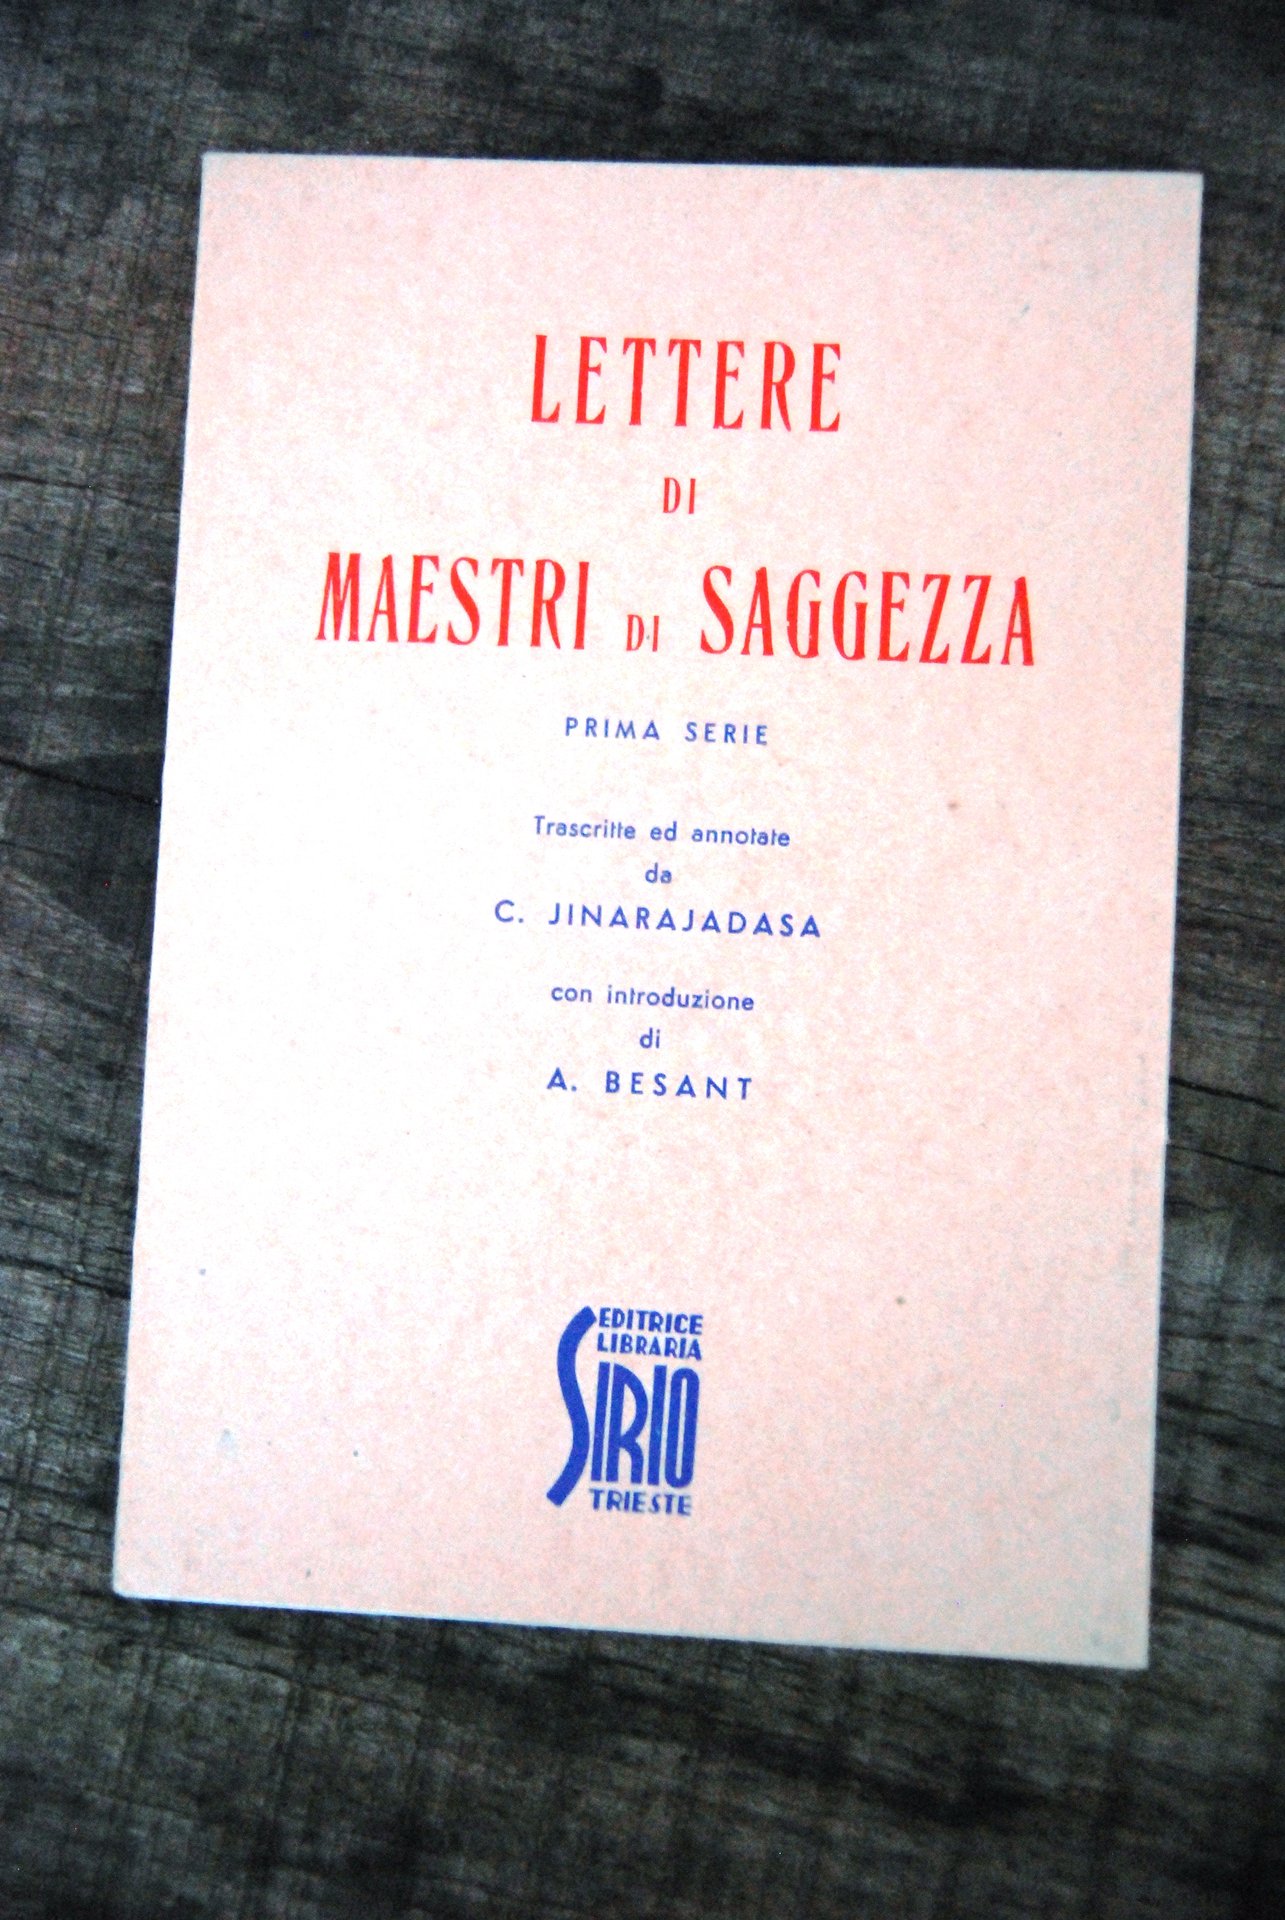 LETTERE
DI
MAESTRI DI SAGGEZZA
PRIMA SERIE
Trascritte ed annotate
da
C. JINARAJADASA
con introduzione
di
A. BESANT
EDITRICE
LIBRARIA
SIRIO
TRIESTE